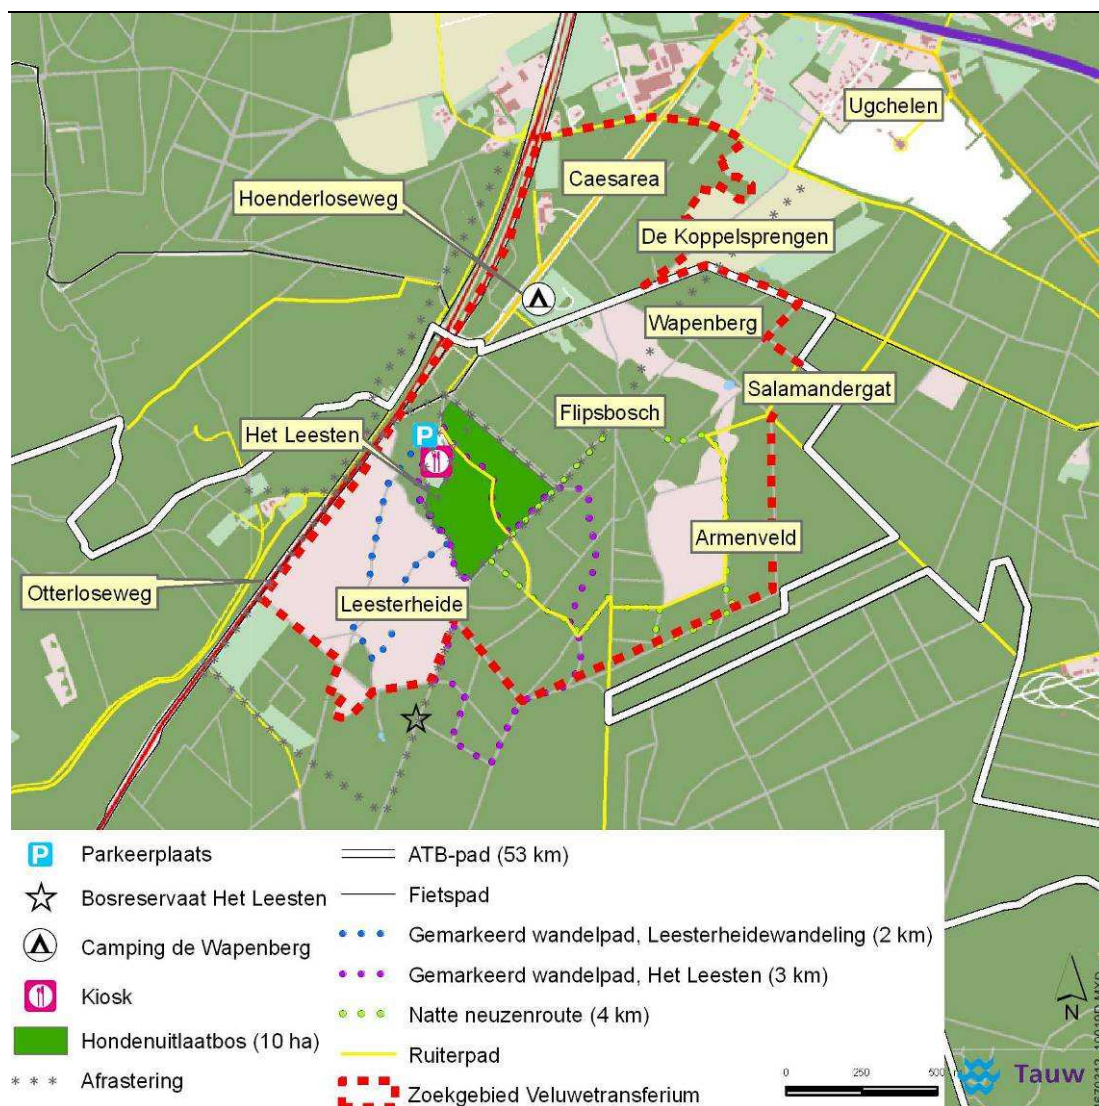 Ugchelen
Caesarea
Hoenderloseweg
De Koppelsprengen
Wapenberg
Salamandergat
Flipsbosch
Het Leesten
P
Armenveld
Otterloseweg
Leesterheide
P Parkeerplaats
Bosreservaat Het Leesten
Camping de Wapenberg
Kiosk
Hondenuitlaatbos (10 ha)
Afrastering
ATB-pad (53 km)
Fietspad
Gemarkeerd wandelpad, Leesterheidewandeling (2 km)
Gemarkeerd wandelpad, Het Leesten (3 km)
Natte neuzenroute (4 km)
Ruiterpad
Zoekgebied Veluwetransferium
N
0 250 500
Tauw